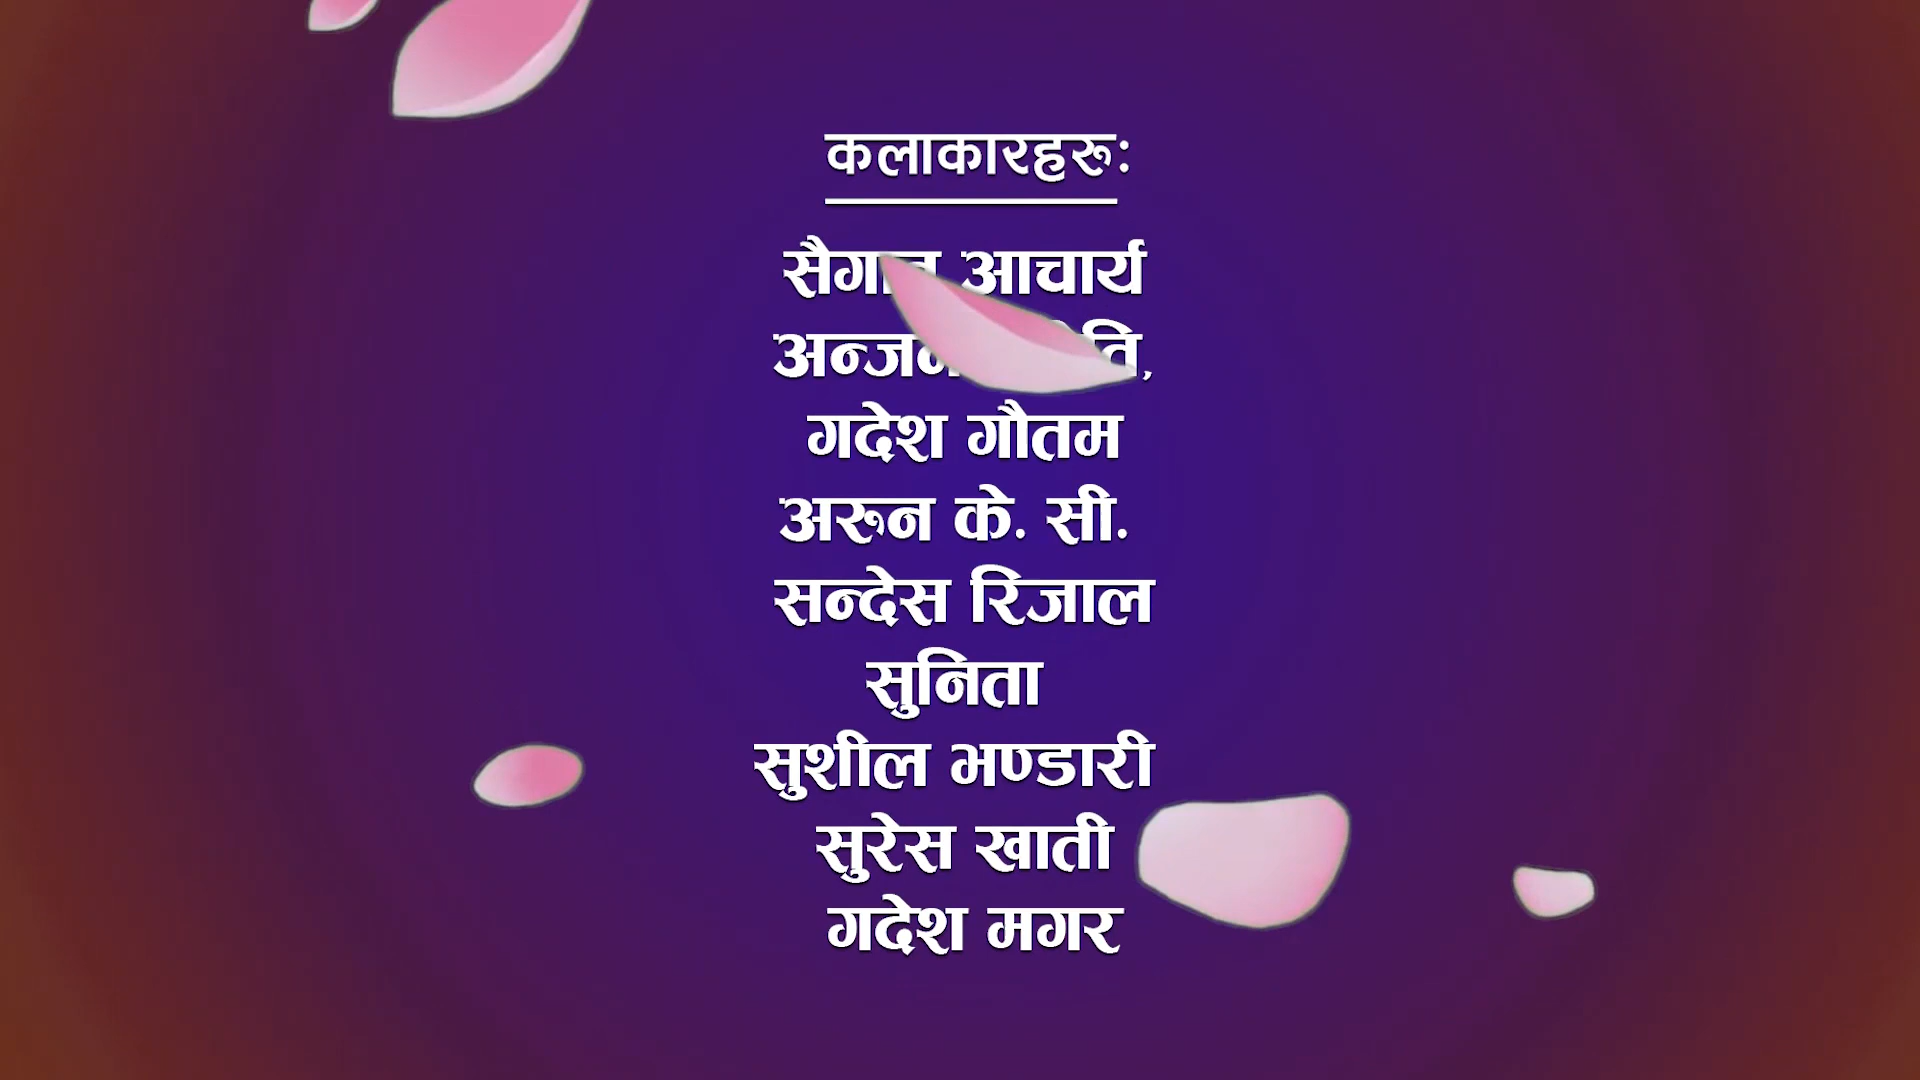 कलाकारहरू:
आचार्य
गदेश गौतम
अरुन के. सी.
सन्देस रिजाल
सुनिता
सुशील भण्डारी
सुरेस खाती
गदेश मगर